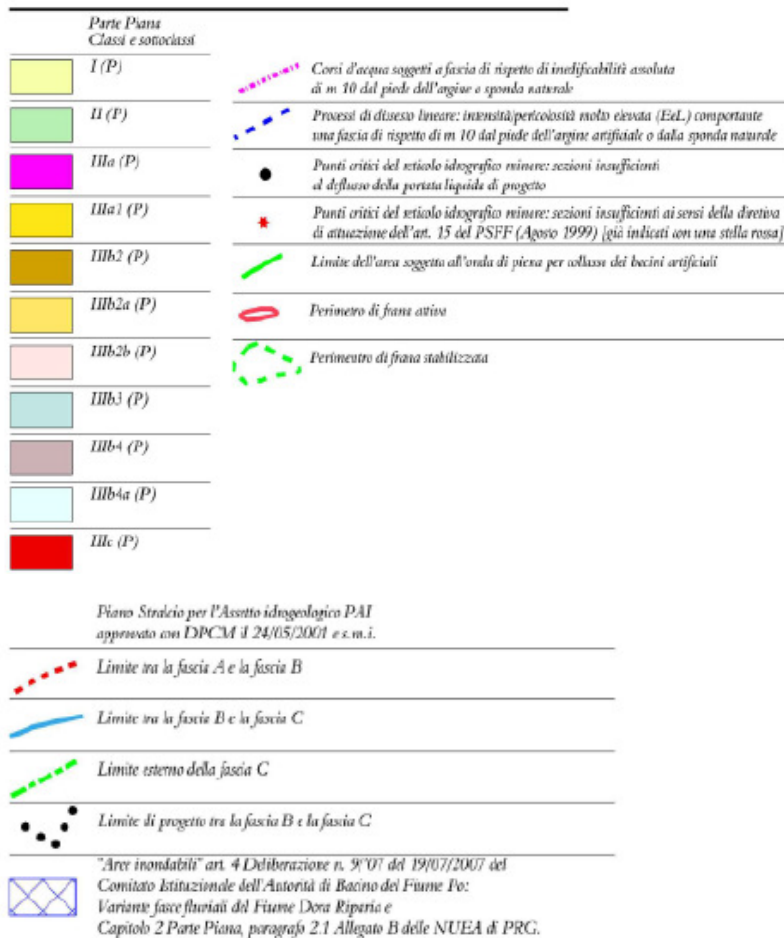 Parte Piana
Classi e sottoclassi
I (P)
II (P)
IIIa (P)
IIIa1 (P)
IIIb2 (P)
IIIb2a (P)
IIIb2b (P)
IIIb3 (P)
IIIb4 (P)
IIIb4a (P)
IIIc (P)
Corsi d'acqua soggetti a fascia di rispetto di inedificabilità assoluta
di m 10 dal piede dell'argine o sponda naturale
Processi di dissesto lineare: intensità/pericolosità molto elevata (EeL) comportante
una fascia di rispetto di m 10 dal piede dell'argine artificiale o dalla sponda naturale
Punti critici del reticolo idrografico minore: sezioni insufficienti
al deflusso della portata liquida di progetto
Punti critici del reticolo idrografico minore: sezioni insufficienti ai sensi della diretiva
di attuazione dell'art. 15 del PSFF (Agosto 1999) [già indicati con una stella rossa]
Limite dell'area soggetta all'onda di piena per collasso dei bacini artificiali
Perimetro di frana attiva
Perimentro di frana stabilizzata
Piano Stralcio per l'Assetto idrogeologico PAI
approvato con DPCM il 24/05/2001 e s.m.i.
Limite tra la fascia A e la fascia B
Limite tra la fascia B e la fascia C
Limite esterno della fascia C
Limite di progetto tra la fascia B e la fascia C
"Aree inondabili" art. 4 Deliberazione n. 9/'07 del 19/07/2007 del
Comitato Istituzionale dell'Autorità di Bacino del Fiume Po:
Variante fasce fluviali del Fiume Dora Riparia e
Capitolo 2 Parte Piana, paragrafo 2.1 Allegato B delle NUEA di PRG.